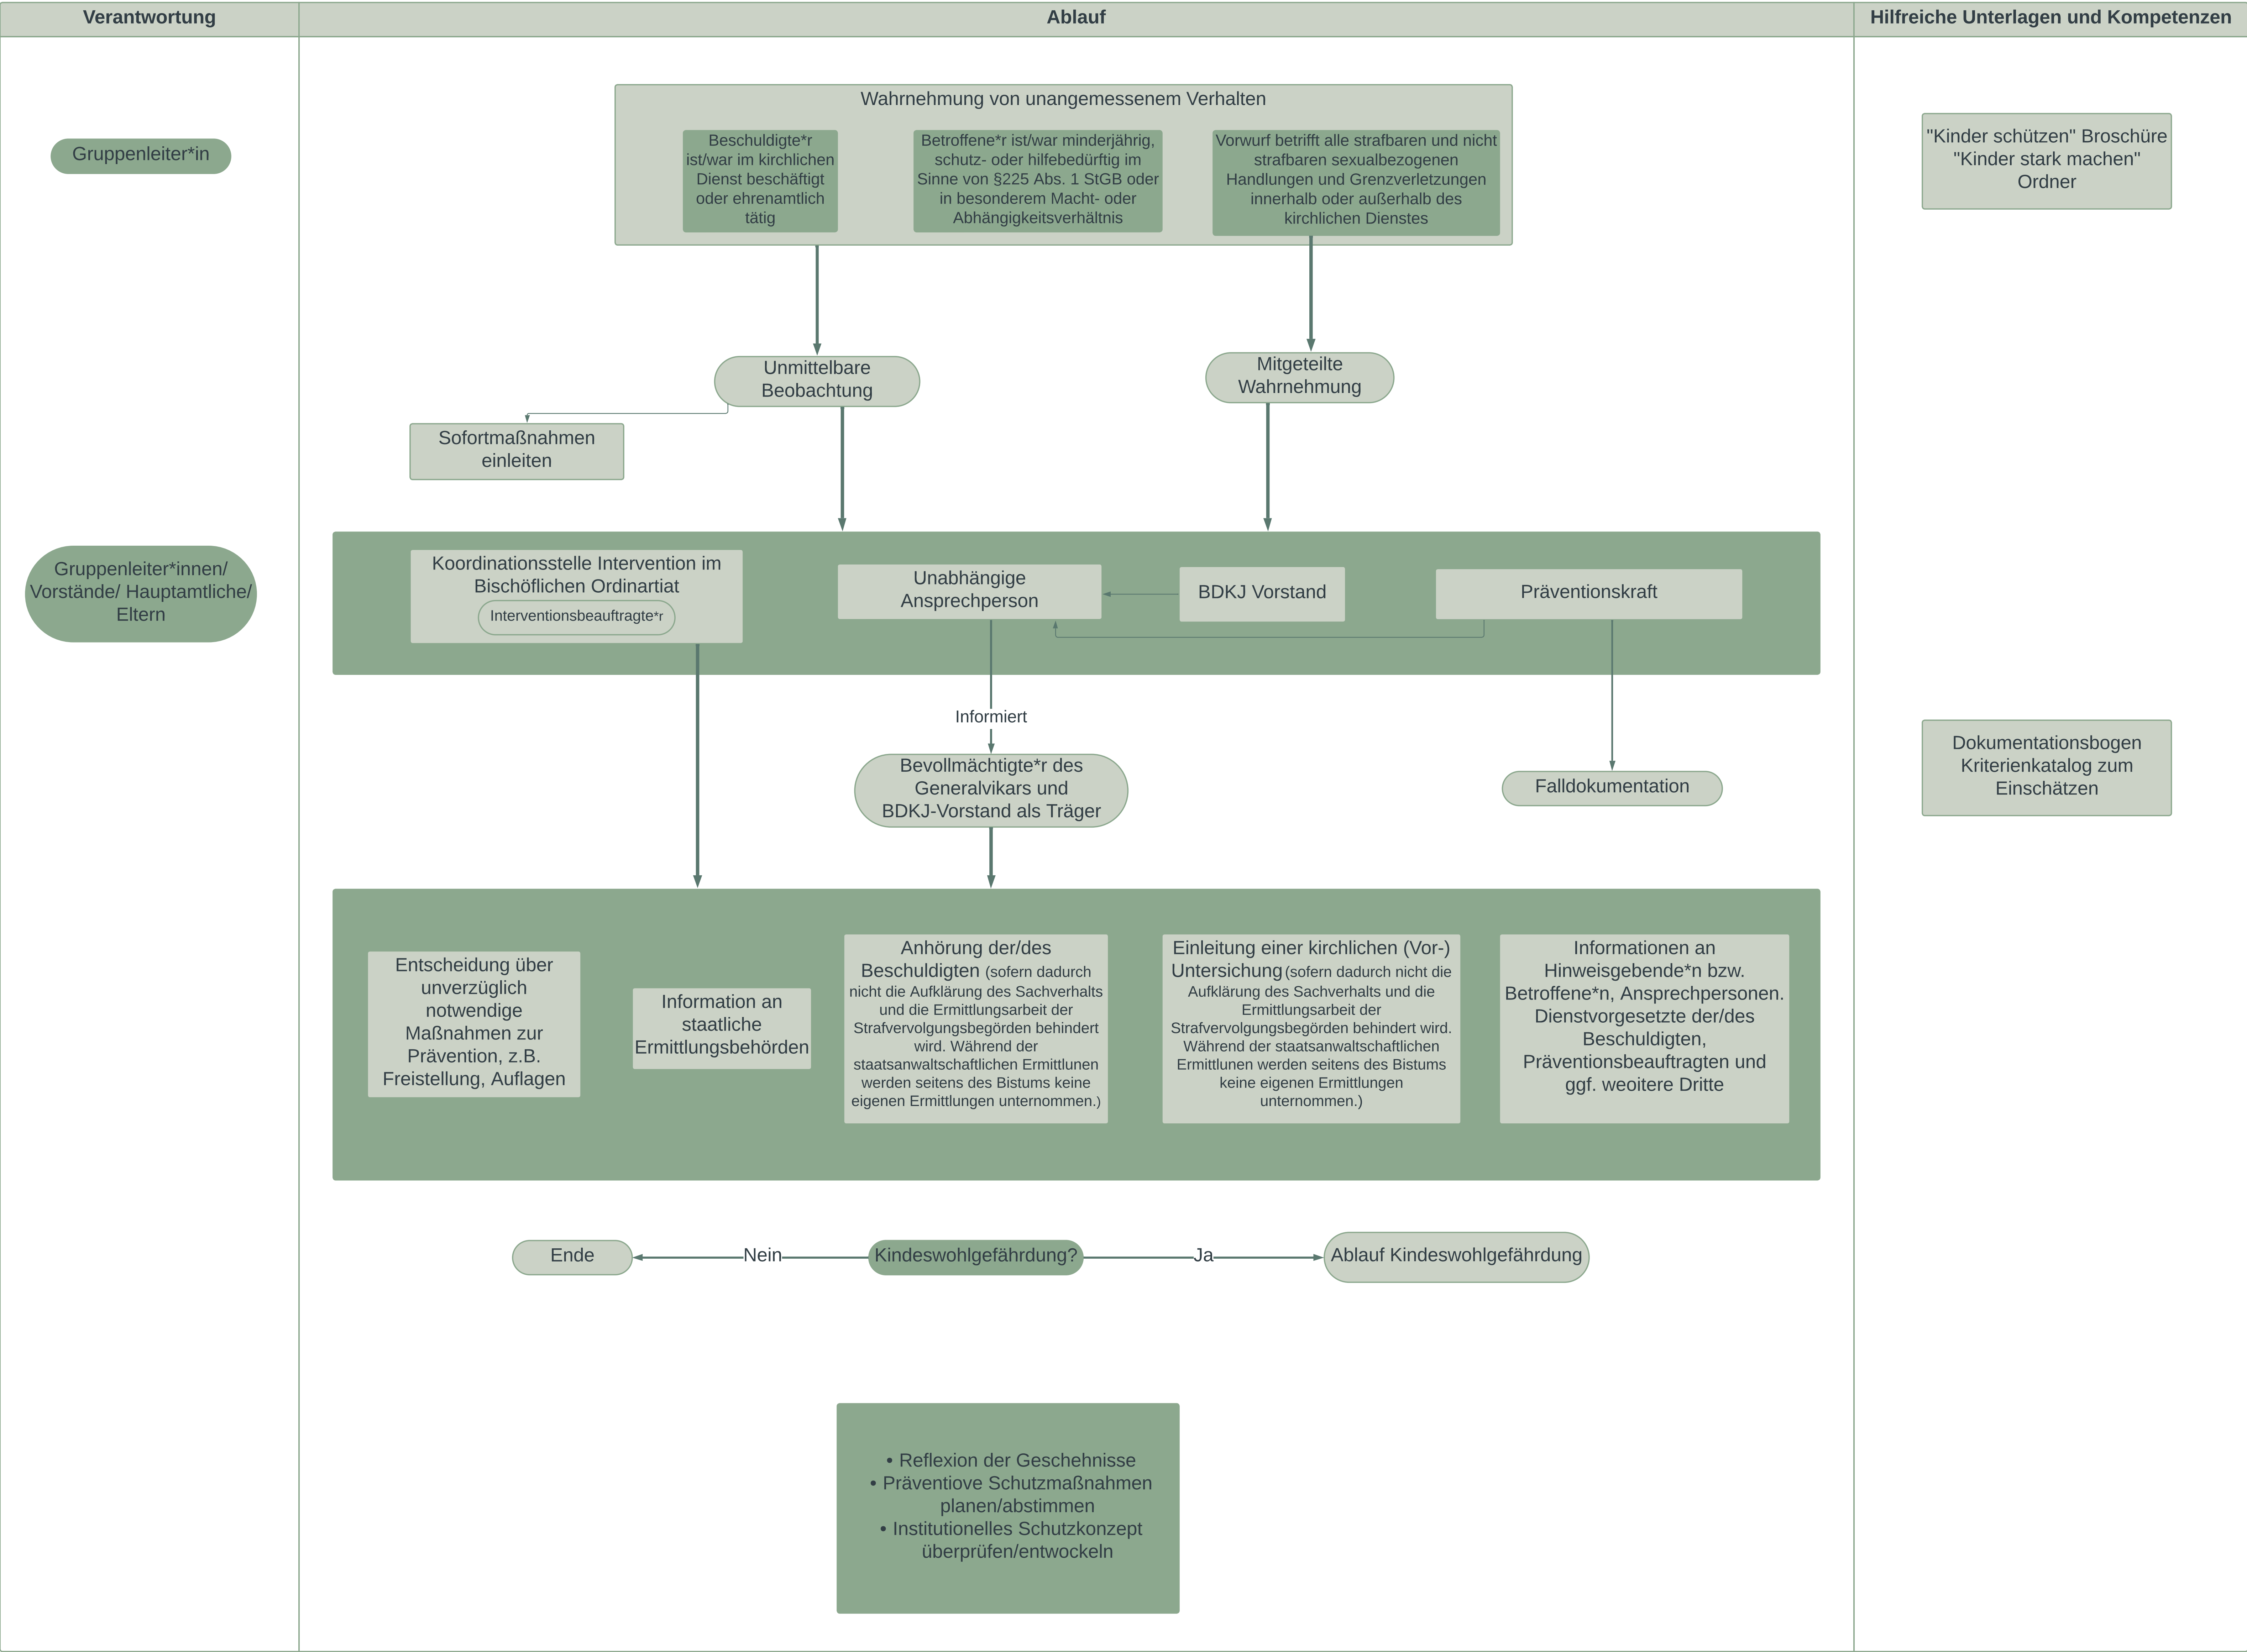 Verantwortung
Ablauf
Hilfreiche Unterlagen und Kompetenzen
Gruppenleiter*in
Wahrnehmung von unangemessenem Verhalten
Beschuldigte*r
ist/war im kirchlichen
Dienst beschäftigt
oder ehrenamtlich
tätig
Betroffene*r ist/war minderjährig,
schutz- oder hilfebedürftig im
Sinne von §225 Abs. 1 StGB oder
in besonderem Macht- oder
Abhängigkeitsverhältnis
Vorwurf betrifft alle strafbaren und nicht
strafbaren sexualbezogenen
Handlungen und Grenzverletzungen
innerhalb oder außerhalb des
kirchlichen Dienstes
"Kinder schützen" Broschüre
"Kinder stark machen"
Ordner
Unmittelbare
Beobachtung
Mitgeteilte
Wahrnehmung
Sofortmaßnahmen
einleiten
Gruppenleiter*innen/
Vorstände/ Hauptamtliche/
Eltern
Koordinationsstelle Intervention im
Bischöflichen Ordinartiat
Interventionsbeauftragte*r
Unabhängige
Ansprechperson
BDKJ Vorstand
Präventionskraft
Informiert
Bevollmächtigte*r des
Generalvikars und
BDKJ-Vorstand als Träger
Falldokumentation
Dokumentationsbogen
Kriterienkatalog zum
Einschätzen
Entscheidung über
unverzüglich
notwendige
Maßnahmen zur
Prävention, z.B.
Freistellung, Auflagen
Information an
staatliche
Ermittlungsbehörden
Anhörung der/des
Beschuldigten (sofern dadurch
nicht die Aufklärung des Sachverhalts
und die Ermittlungsarbeit der
Strafvervolgungsbegörden behindert
wird. Während der
staatsanwaltschaftlichen Ermittlunen
werden seitens des Bistums keine
eigenen Ermittlungen unternommen.)
Einleitung einer kirchlichen (Vor-)
Untersichung (sofern dadurch nicht die
Aufklärung des Sachverhalts und die
Ermittlungsarbeit der
Strafvervolgungsbegörden behindert wird.
Während der staatsanwaltschaftlichen
Ermittlunen werden seitens des Bistums
keine eigenen Ermittlungen
unternommen.)
Informationen an
Hinweisgebende*n bzw.
Betroffene*n, Ansprechpersonen.
Dienstvorgesetzte der/des
Beschuldigten,
Präventionsbeauftragten und
ggf. weoitere Dritte
Ende
Nein
Kindeswohlgefährdung?
Ja
Ablauf Kindeswohlgefährdung
• Reflexion der Geschehnisse
• Präventiove Schutzmaßnahmen
planen/abstimmen
• Institutionelles Schutzkonzept
überprüfen/entwockeln